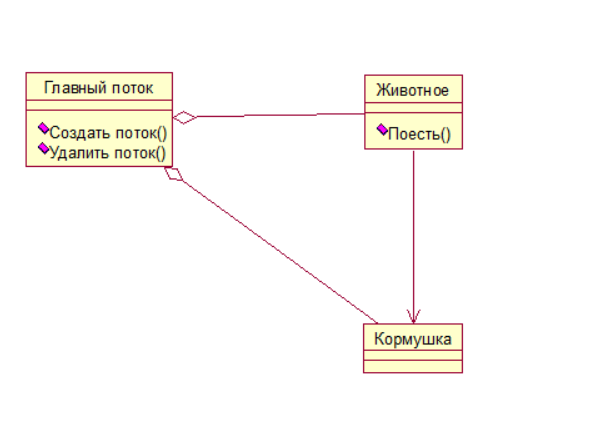 Главный поток
Создать поток()
Удалить поток()
Животное
Поесть()
Кормушка